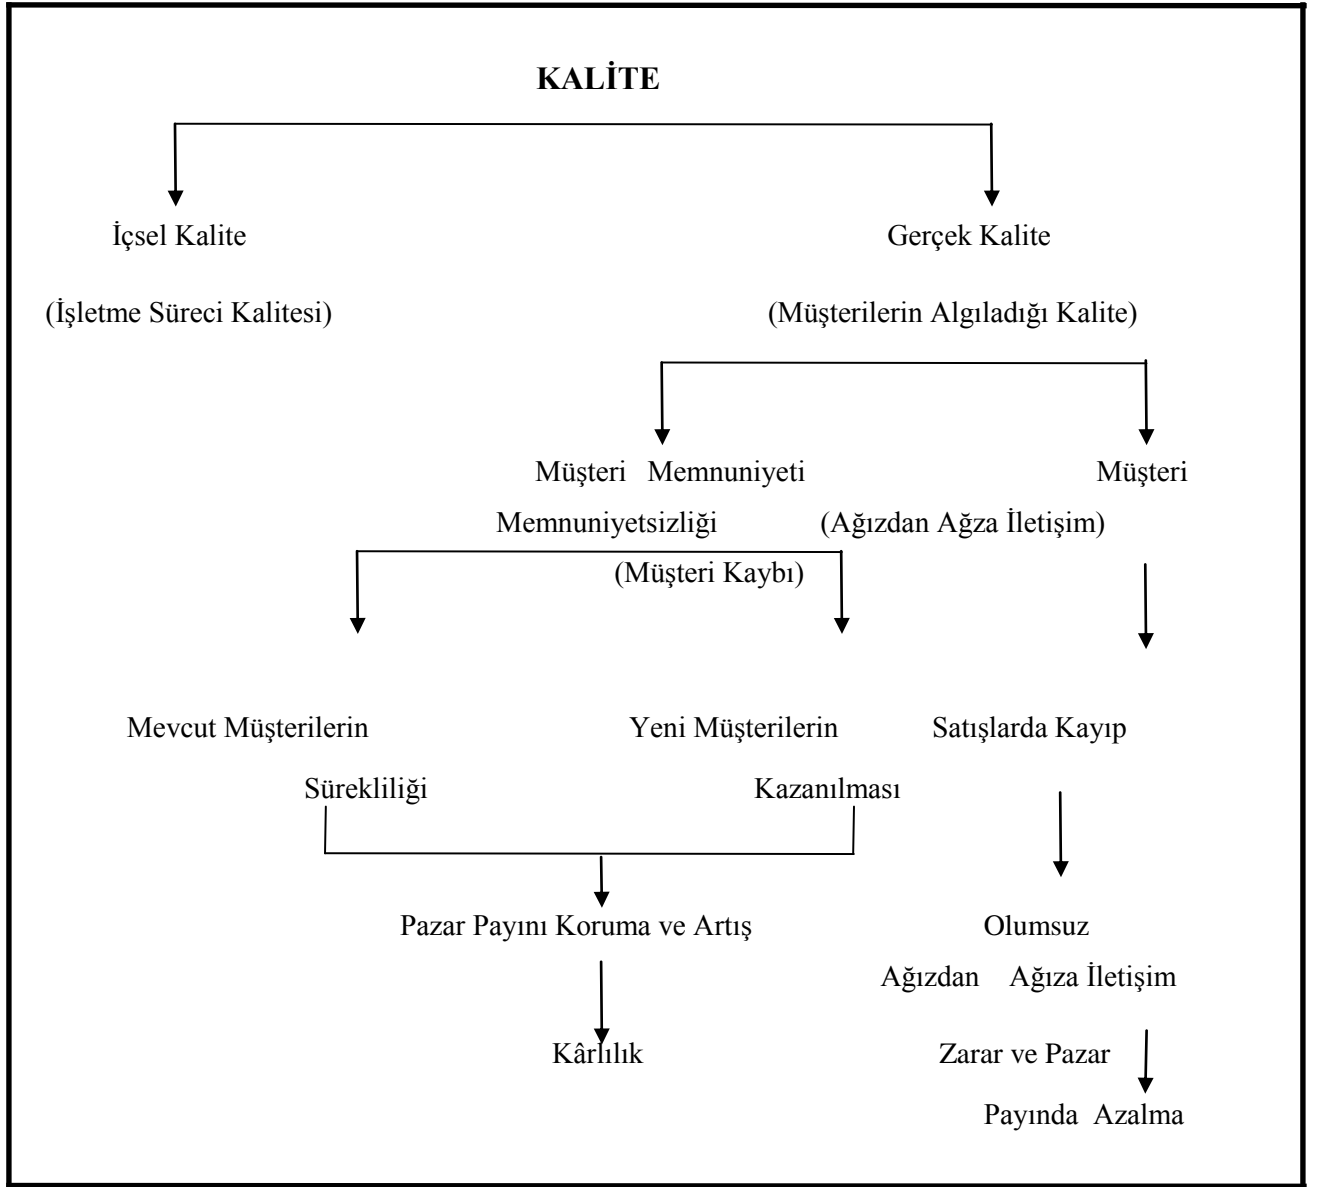 KALİTE
İçsel Kalite Gerçek Kalite
(İşletme Süreci Kalitesi) (Müşterilerin Algıladığı Kalite)
Müşteri Memnuniyeti Müşteri
Memnuniyetsizliği (Ağızdan Ağza İletişim)
(Müşteri Kaybı)
Mevcut Müşterilerin Yeni Müşterilerin Satışlarda Kayıp
Sürekliliği Kazanılması
Pazar Payını Koruma ve Artış Olumsuz
Ağızdan Ağıza İletişim
Kârlılık Zarar ve Pazar
Payında Azalma